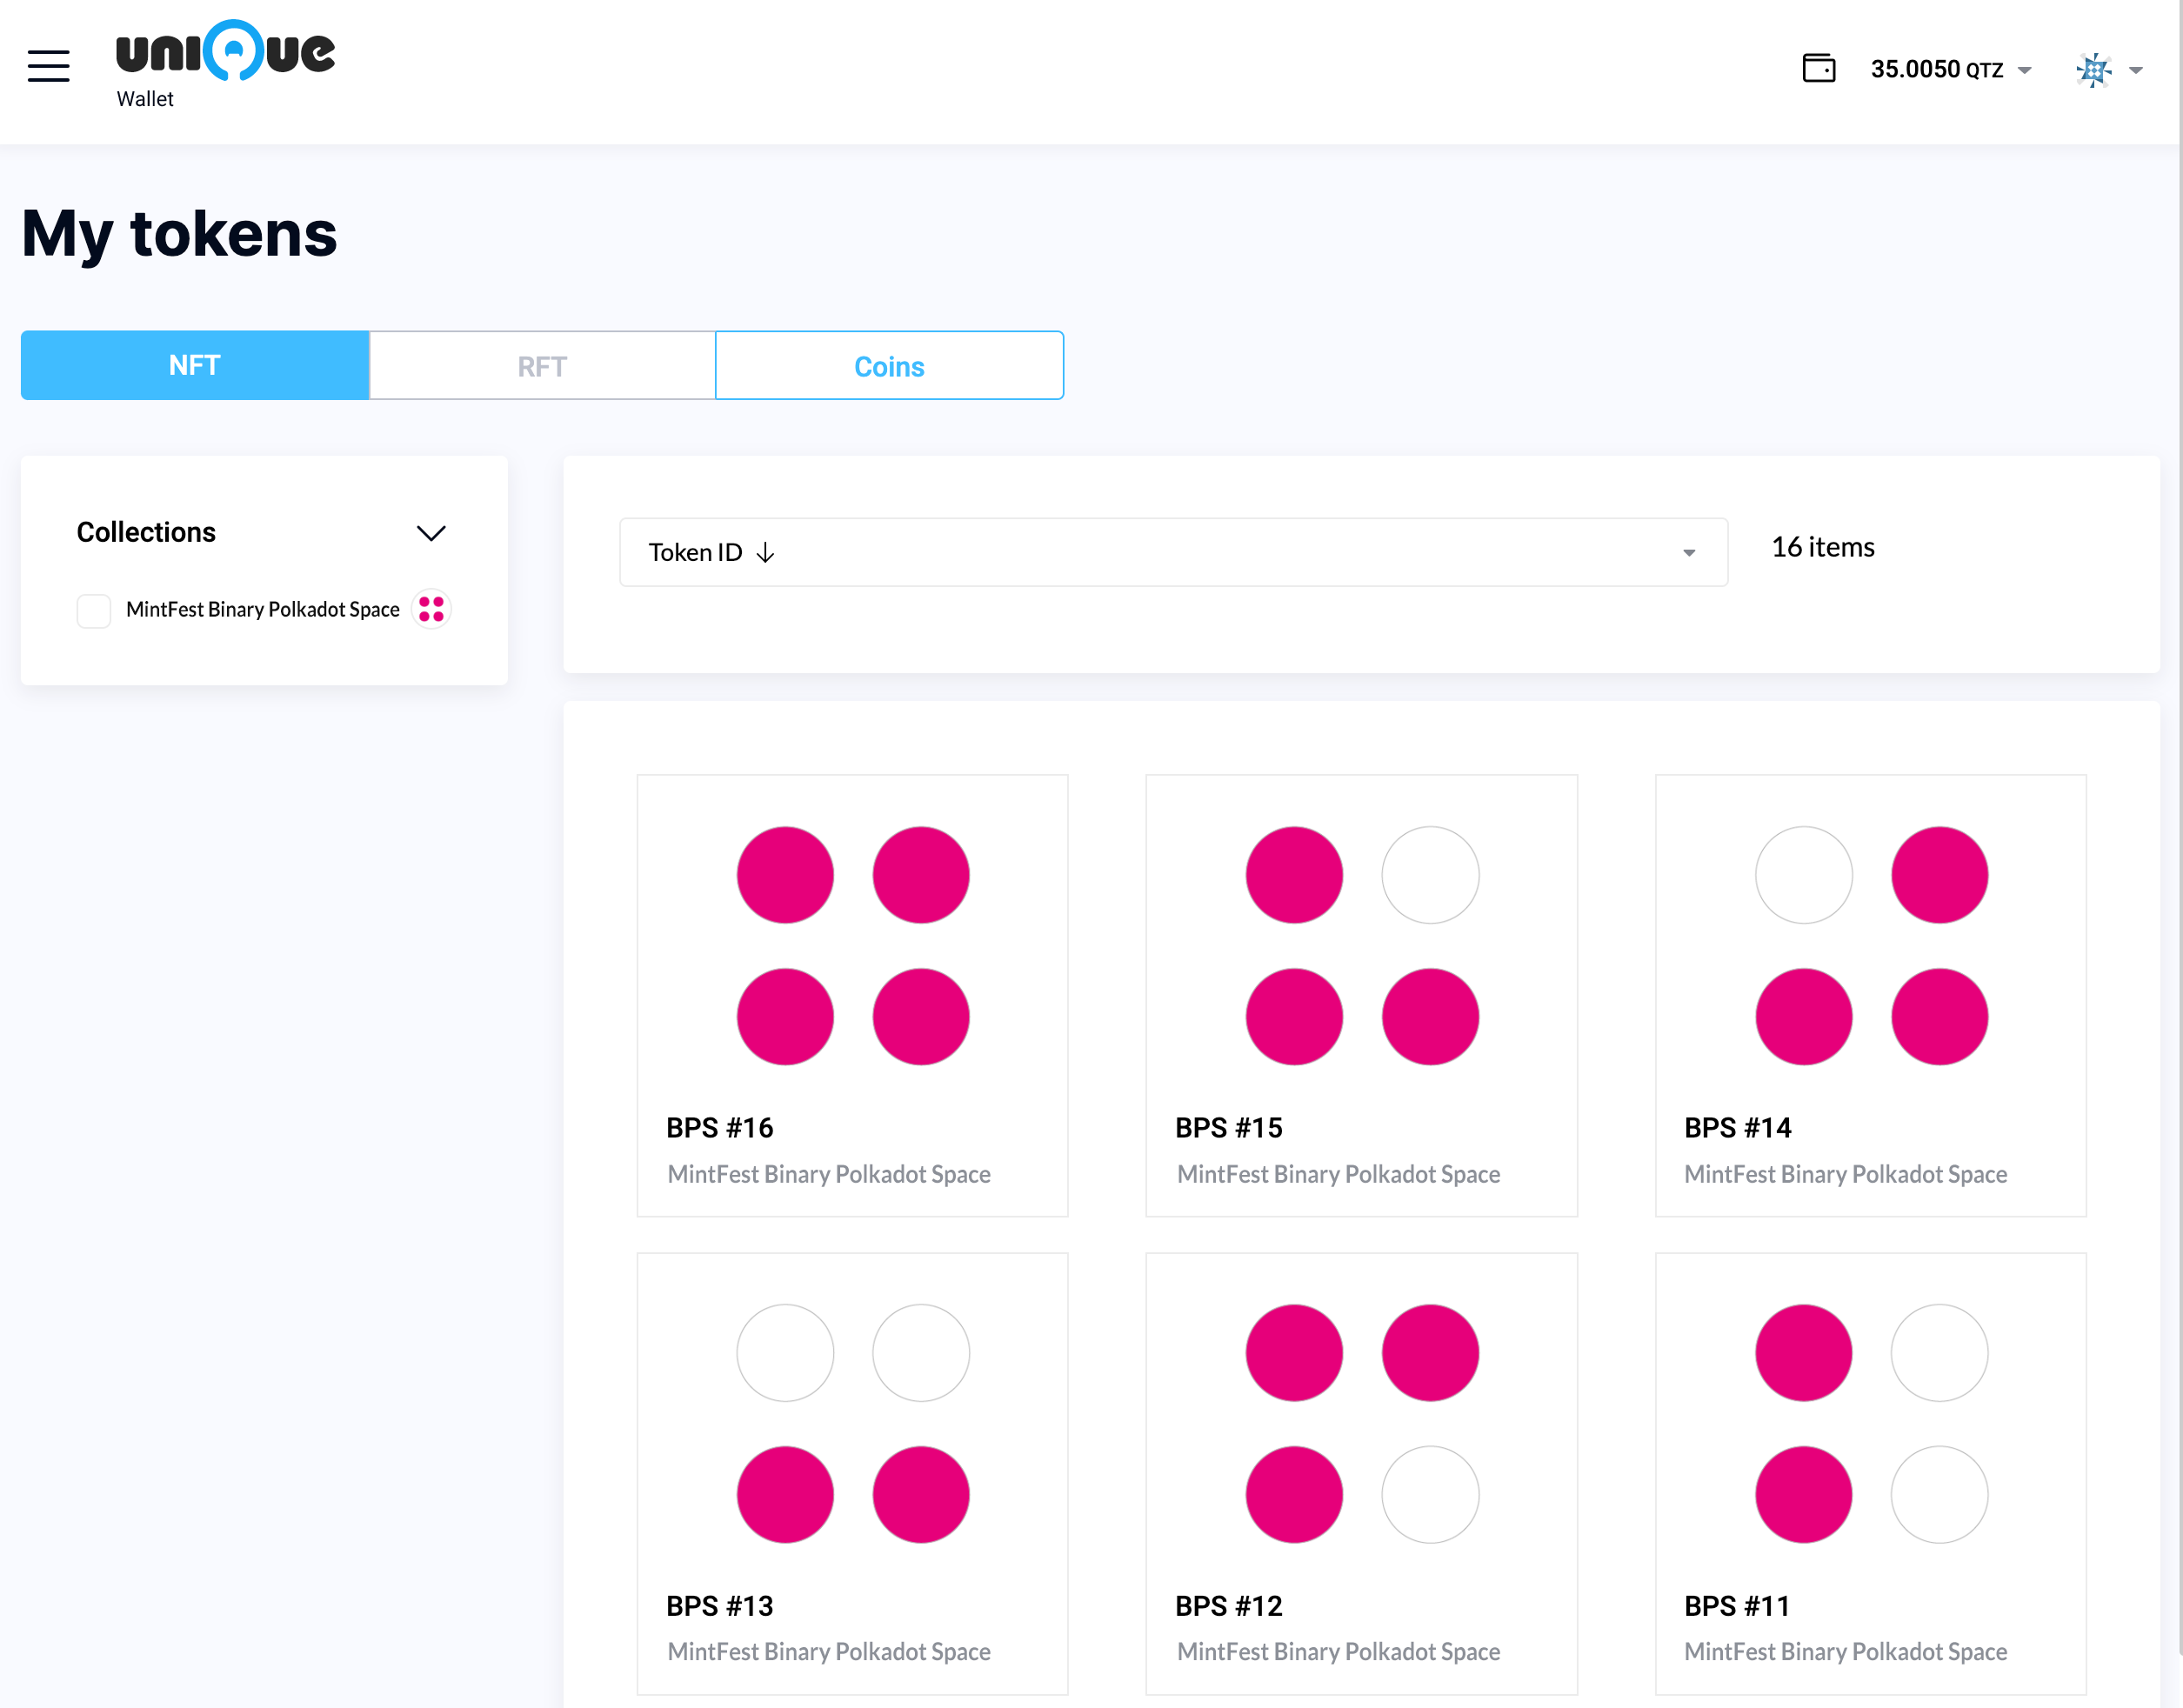 uniQue
Wallet
35.0050 QTZ
My tokens
NFT
RFT
Coins
Collections
MintFest Binary Polkadot Space
Token ID ↓
16 items
BPS #16
MintFest Binary Polkadot Space
BPS #15
MintFest Binary Polkadot Space
BPS #14
MintFest Binary Polkadot Space
BPS #13
MintFest Binary Polkadot Space
BPS #12
MintFest Binary Polkadot Space
BPS #11
MintFest Binary Polkadot Space